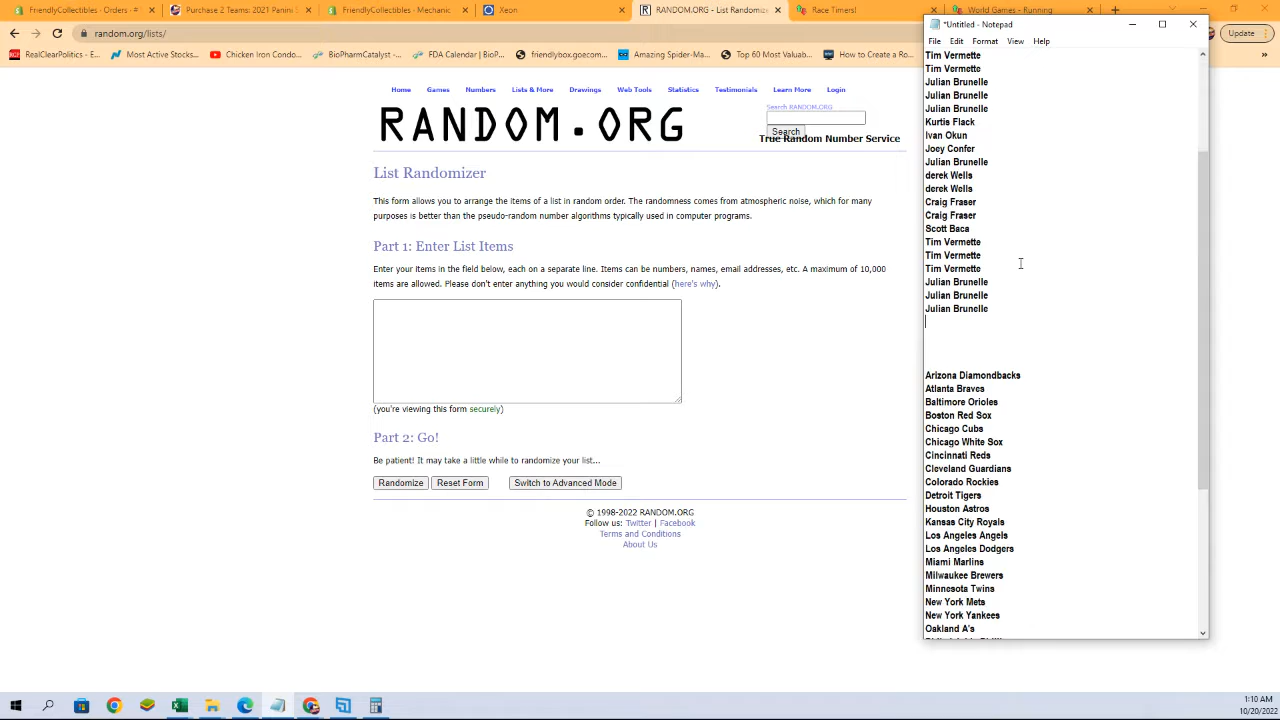 FriendlyCollectibles - Orders - #
Purchase 2 Teams: 2021 Panini
FriendlyCollectibles - Mechanic
Xeon
RANDOM.ORG - List Randomize
Race Timers!
World Games - Running
random.org/lists/
Update
RealClearPolitics -...
Most Active Stocks...
BioPharmCatalyst -...
FDA Calendar | BioP...
friendlybox.goecom...
Amazing Spider-Ma...
Top 60 Most Valuab...
How to Create a Ro...
»
*Untitled - Notepad
File Edit Format View Help
Home Games Numbers Lists & More Drawings Web Tools Statistics Testimonials Learn More Login
RANDOM.ORG
Search RANDOM.ORG
Search
True Random Number Service
List Randomizer
This form allows you to arrange the items of a list in random order. The randomness comes from atmospheric noise, which for many
purposes is better than the pseudo-random number algorithms typically used in computer programs.
Part 1: Enter List Items
Enter your items in the field below, each on a separate line. Items can be numbers, names, email addresses, etc. A maximum of 10,000
items are allowed. Please don't enter anything you would consider confidential (here's why).
(you're viewing this form securely)
Part 2: Go!
Be patient! It may take a little while to randomize your list...
Randomize Reset Form Switch to Advanced Mode
© 1998-2022 RANDOM.ORG
Follow us: Twitter | Facebook
Terms and Conditions
About Us
Tim Vermette
Tim Vermette
Julian Brunelle
Julian Brunelle
Julian Brunelle
Kurtis Flack
Ivan Okun
Joey Confer
Julian Brunelle
derek Wells
derek Wells
Craig Fraser
Craig Fraser
Scott Baca
Tim Vermette
Tim Vermette
Tim Vermette
Julian Brunelle
Julian Brunelle
Julian Brunelle
Arizona Diamondbacks
Atlanta Braves
Baltimore Orioles
Boston Red Sox
Chicago Cubs
Chicago White Sox
Cincinnati Reds
Cleveland Guardians
Colorado Rockies
Detroit Tigers
Houston Astros
Kansas City Royals
Los Angeles Angels
Los Angeles Dodgers
Miami Marlins
Milwaukee Brewers
Minnesota Twins
New York Mets
New York Yankees
Oakland A's
1:10 AM
10/20/2022